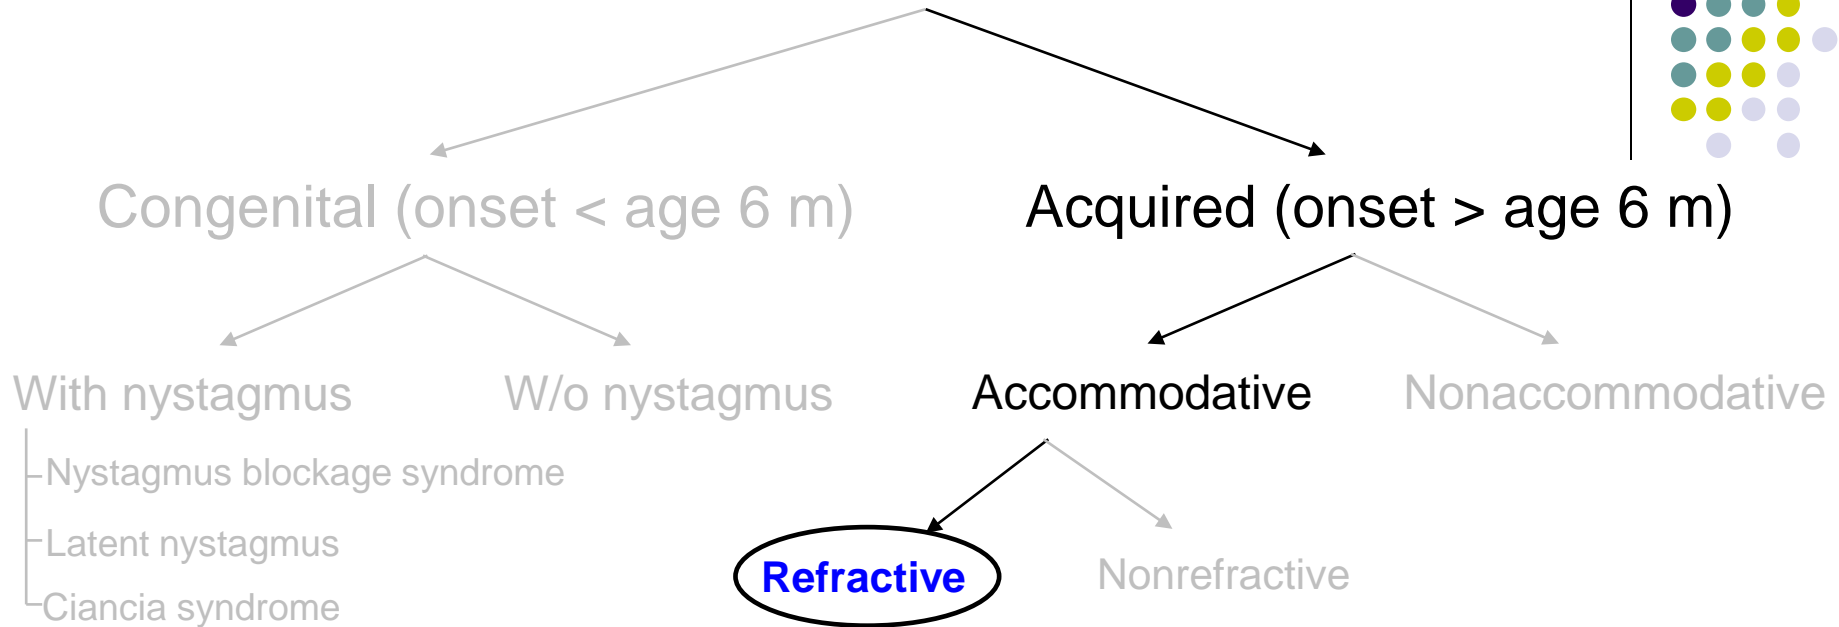 Congenital (onset < age 6 m)
Acquired (onset > age 6 m)
With nystagmus
W/o nystagmus
Accommodative
Nonaccommodative
Nystagmus blockage syndrome
Latent nystagmus
Ciancia syndrome
Refractive
Nonrefractive